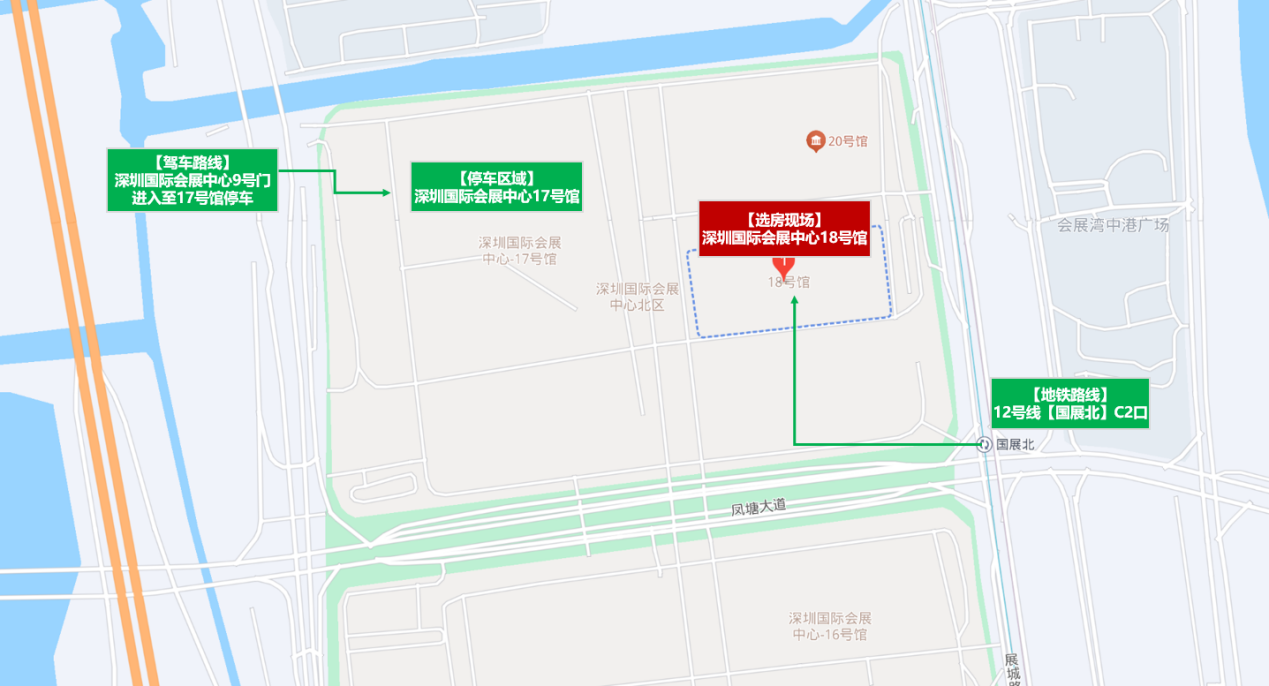 20号馆
【驾车路线】
深圳国际会展中心9号门
进入至17号馆停车
【停车区域】
深圳国际会展中心17号馆
【选房现场】
深圳国际会展中心18号馆
会展湾中港广场
深圳国际会展
中心-17号馆
18号馆
深圳国际会展
中心北区
【地铁路线】
12号线【国展北】C2口
国展北
凤塘大道
深圳国际会展
中心-16号馆
展城路